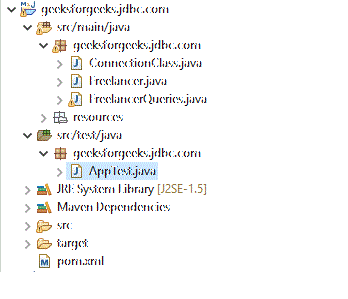 geeksforgeeks.jdbc.com
src/main/java
geeksforgeeks.jdbc.com
ConnectionClass.java
Freelancer.java
FreelancerQueries.java
resources
src/test/java
geeksforgeeks.jdbc.com
AppTest.java
JRE System Library [J2SE-1.5]
Maven Dependencies
src
target
pom.xml